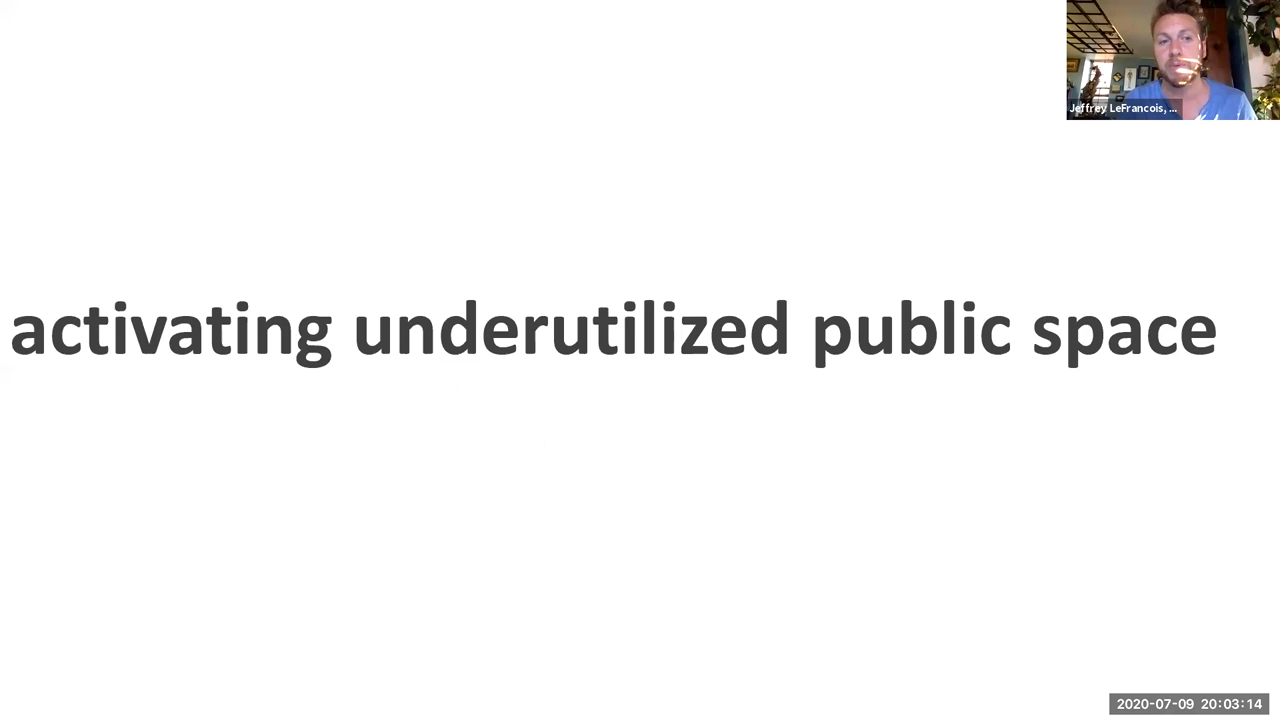 Jeffrey LeFrancois, ...
activating underutilized public space
2020-07-09 20:03:14